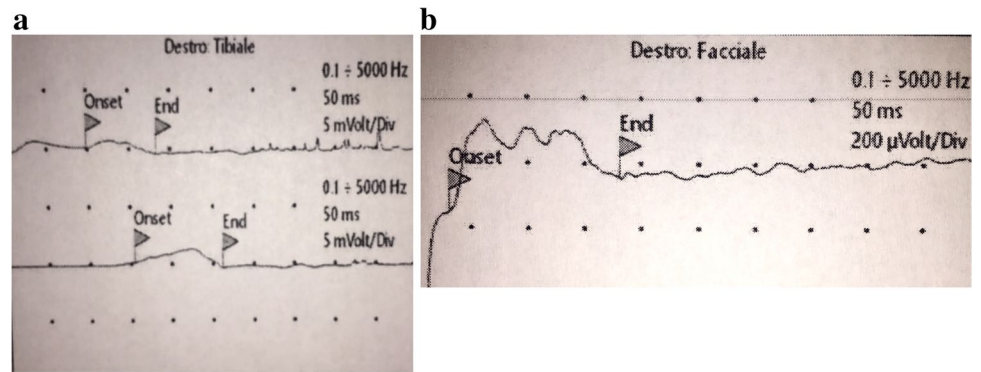 a
Destro: Tibiale
0.1 ÷ 5000 Hz
50 ms
5 mVolt/Div
Onset
End
0.1 ÷ 5000 Hz
50 ms
5 mVolt/Div
Onset
End
b
Destro: Facciale
0.1 ÷ 5000 Hz
50 ms
200 µVolt/Div
Onset
End